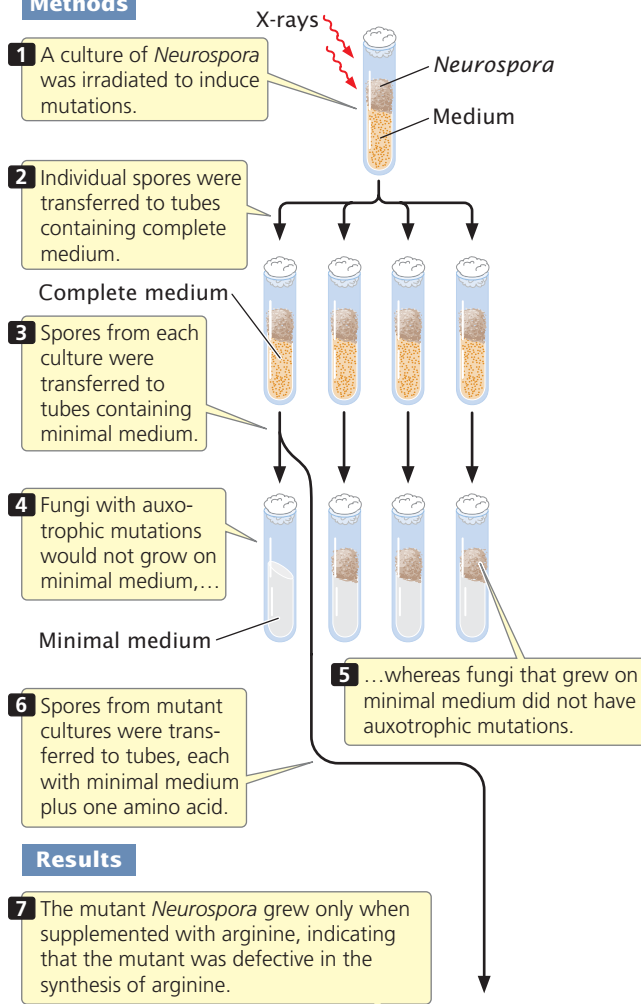 Methods
X-rays
1 A culture of Neurospora
was irradiated to induce
mutations.
Neurospora
Medium
2 Individual spores were
transferred to tubes
containing complete
medium.
Complete medium
3 Spores from each
culture were
transferred to
tubes containing
minimal medium.
4 Fungi with auxo-
trophic mutations
would not grow on
minimal medium,…
Minimal medium
5 …whereas fungi that grew on
minimal medium did not have
auxotrophic mutations.
6 Spores from mutant
cultures were trans-
ferred to tubes, each
with minimal medium
plus one amino acid.
Results
7 The mutant Neurospora grew only when
supplemented with arginine, indicating
that the mutant was defective in the
synthesis of arginine.